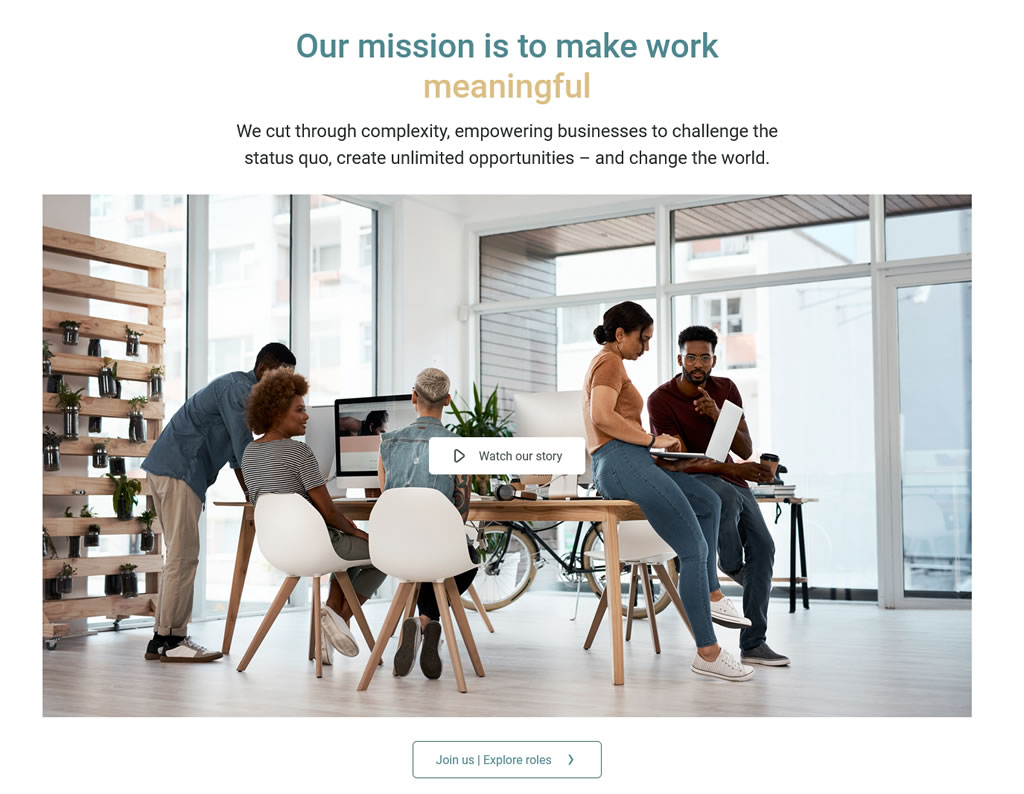 Our mission is to make work
meaningful
We cut through complexity, empowering businesses to challenge the
status quo, create unlimited opportunities – and change the world.
Watch our story
Join us | Explore roles